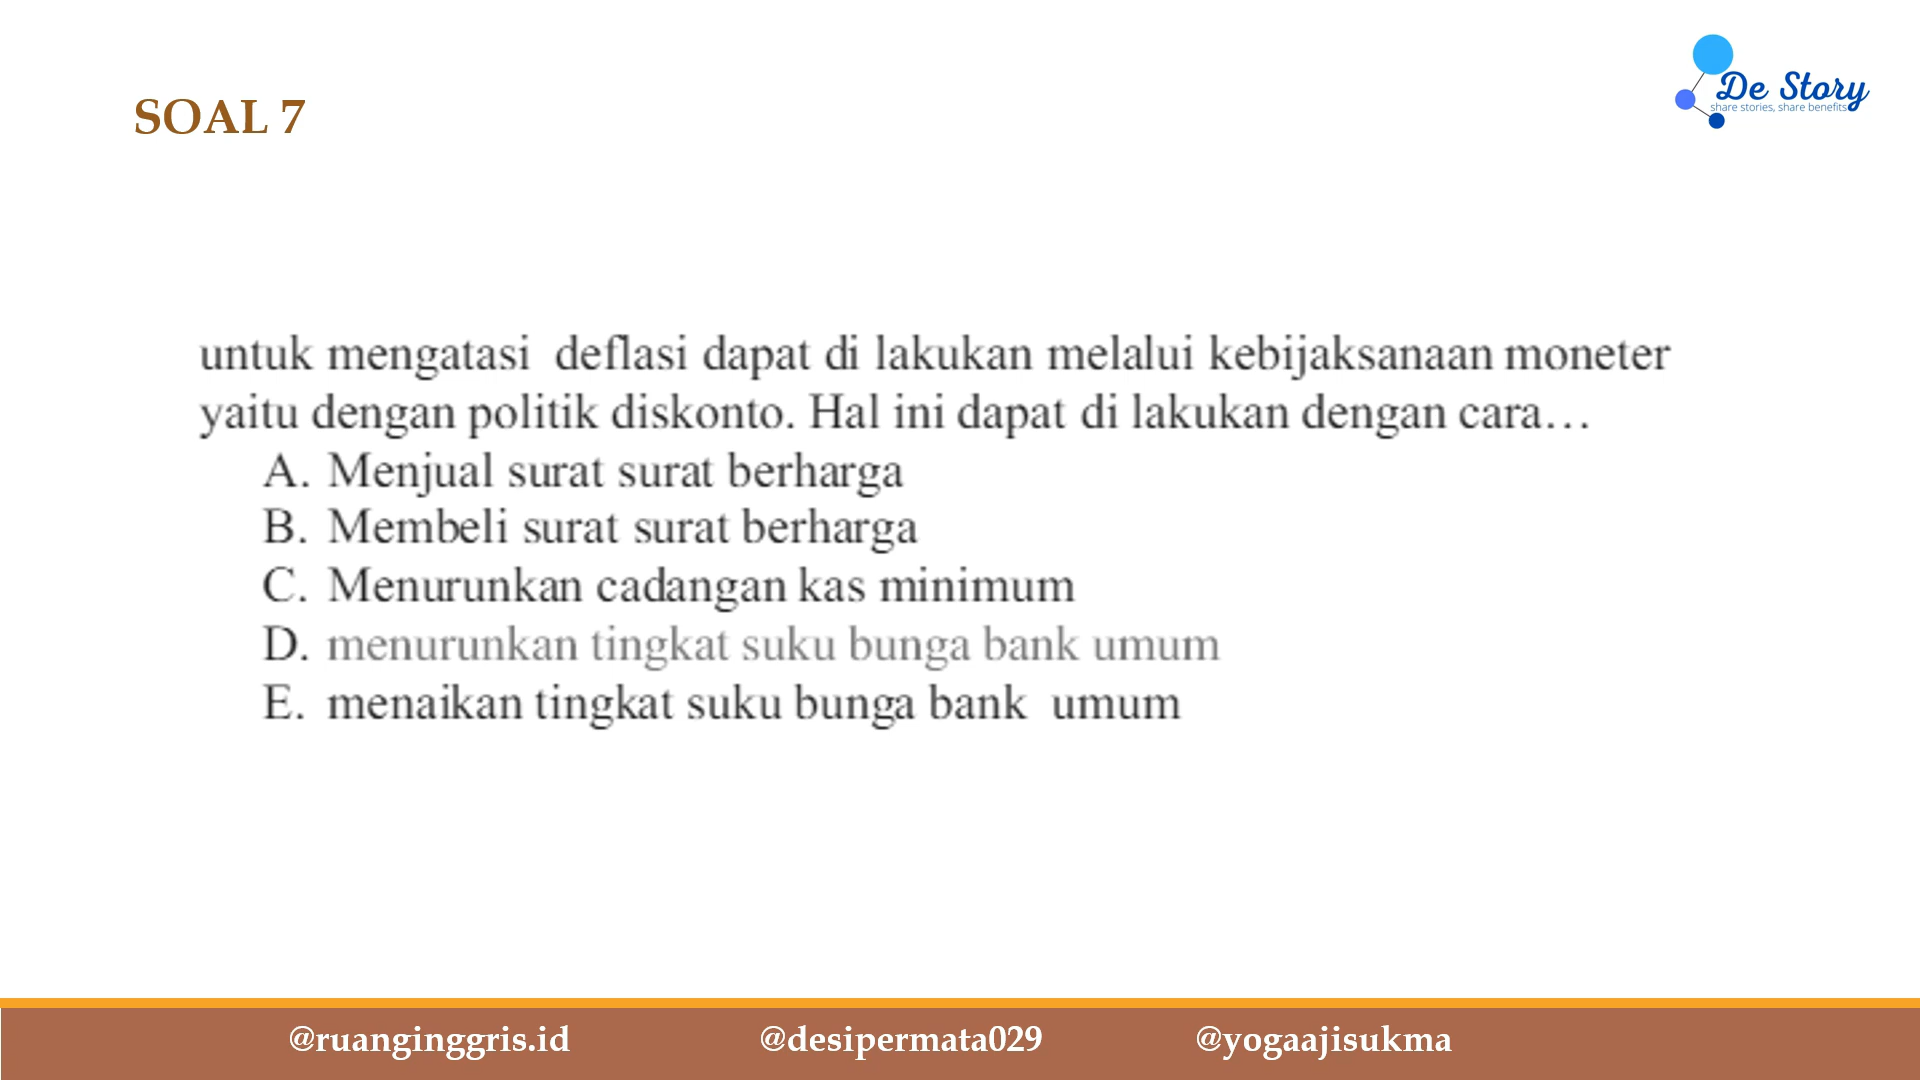 De Story
share stories, share benefits
SOAL 7
untuk mengatasi deflasi dapat di lakukan melalui kebijaksanaan moneter
yaitu dengan politik diskonto. Hal ini dapat di lakukan dengan cara…
A. Menjual surat surat berharga
B. Membeli surat surat berharga
C. Menurunkan cadangan kas minimum
D. menurunkan tingkat suku bunga bank umum
E. menaikan tingkat suku bunga bank umum
@ruanginggris.id @desipermata029 @yogaajisukma